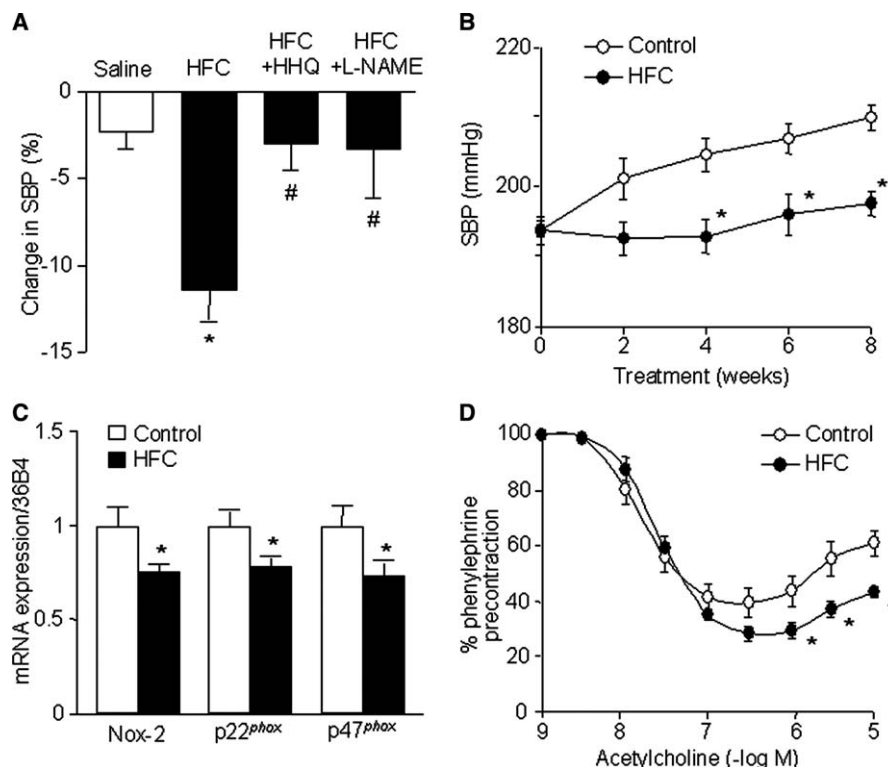 A
Saline HFC HFC +HHQ HFC +L-NAME
0
-5
-10
-15
Change in SBP (%)
#
#
*
B
Control
HFC
220
200
180
SBP (mmHg)
*
*
*
0 2 4 6 8
Treatment (weeks)
C
Control
HFC
1.5
1
0.5
0
mRNA expression/36B4
* * *
Nox-2 p22phox p47phox
D
Control
HFC
100
80
60
40
20
0
% phenylephrine
precontraction
*
*
9 8 7 6 5
Acetylcholine (-log M)